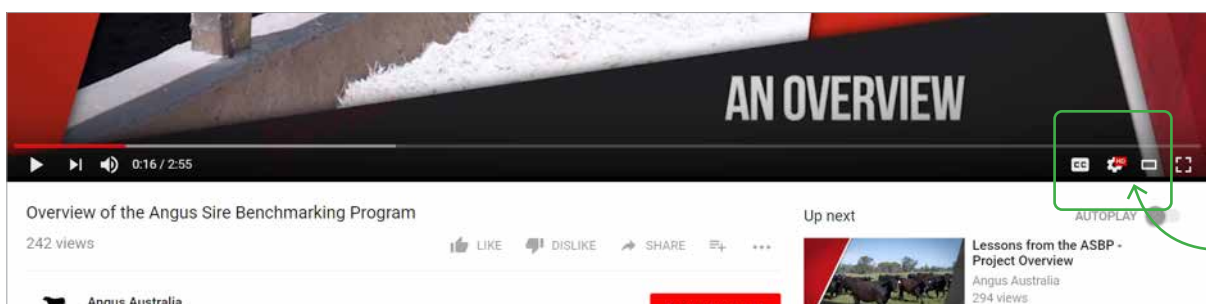 AN OVERVIEW
0:16 / 2:55
CC
HD
Overview of the Angus Sire Benchmarking Program
242 views
LIKE
DISLIKE
SHARE
Up next
AUTOPLAY
Lessons from the ASBP -
Project Overview
Angus Australia
294 views
Angus Australia